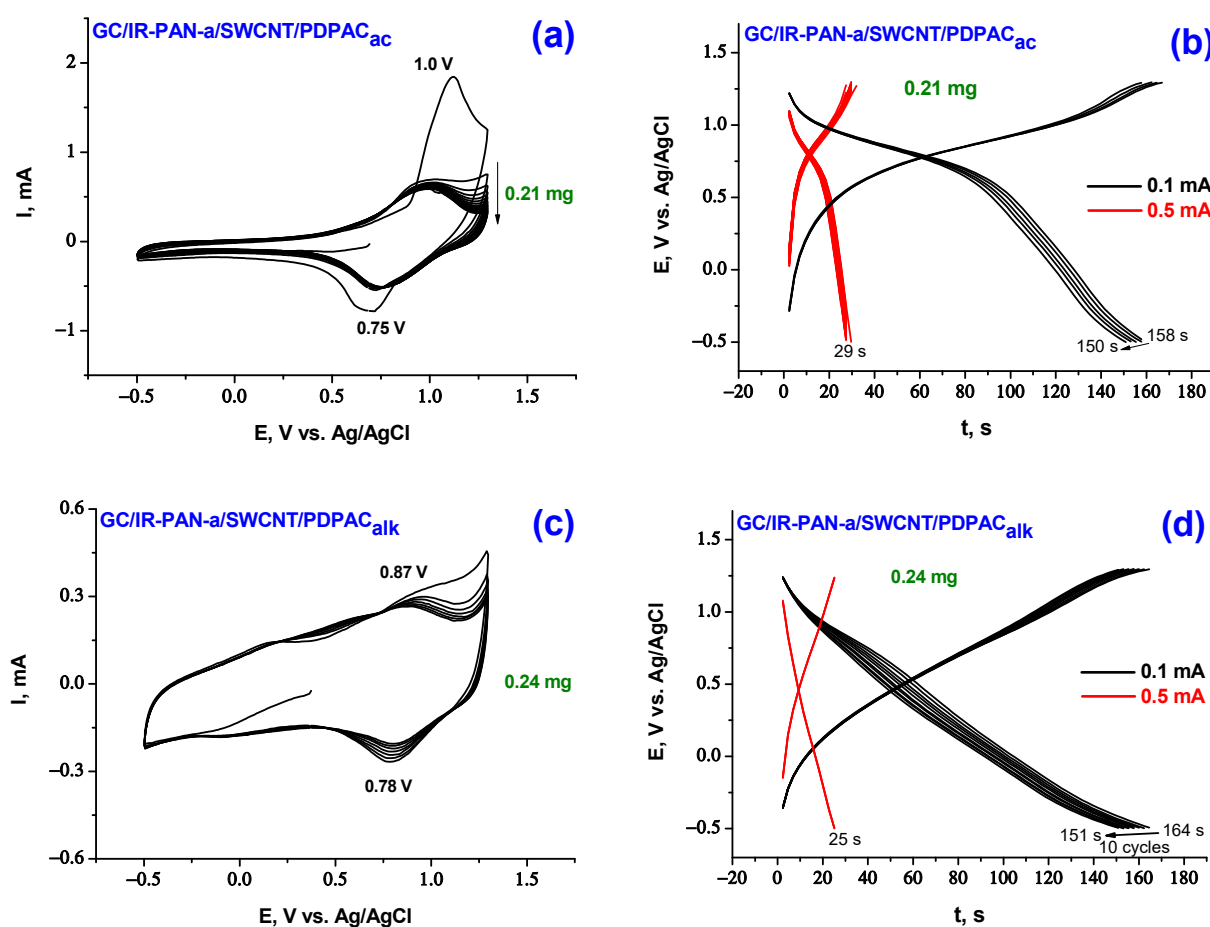 GC/IR-PAN-a/SWCNT/PDPACac
(a)
1.0 V
2
1
0
−1
I, mA
0.21 mg
0.75 V
−0.5 0.0 0.5 1.0 1.5
E, V vs. Ag/AgCl
GC/IR-PAN-a/SWCNT/PDPACac
(b)
0.21 mg
1.5
1.0
0.5
0.0
−0.5
E, V vs. Ag/AgCl
0.1 mA
0.5 mA
29 s
150 s
158 s
−20 0 20 40 60 80 100 120 140 160 180
t, s
GC/IR-PAN-a/SWCNT/PDPACalk
(c)
0.87 V
0.6
0.3
0.0
−0.3
−0.6
I, mA
0.24 mg
0.78 V
−0.5 0.0 0.5 1.0 1.5
E, V vs. Ag/AgCl
GC/IR-PAN-a/SWCNT/PDPACalk
(d)
0.24 mg
1.5
1.0
0.5
0.0
−0.5
E, V vs. Ag/AgCl
0.1 mA
0.5 mA
25 s
151 s
164 s
10 cycles
−20 0 20 40 60 80 100 120 140 160 180
t, s